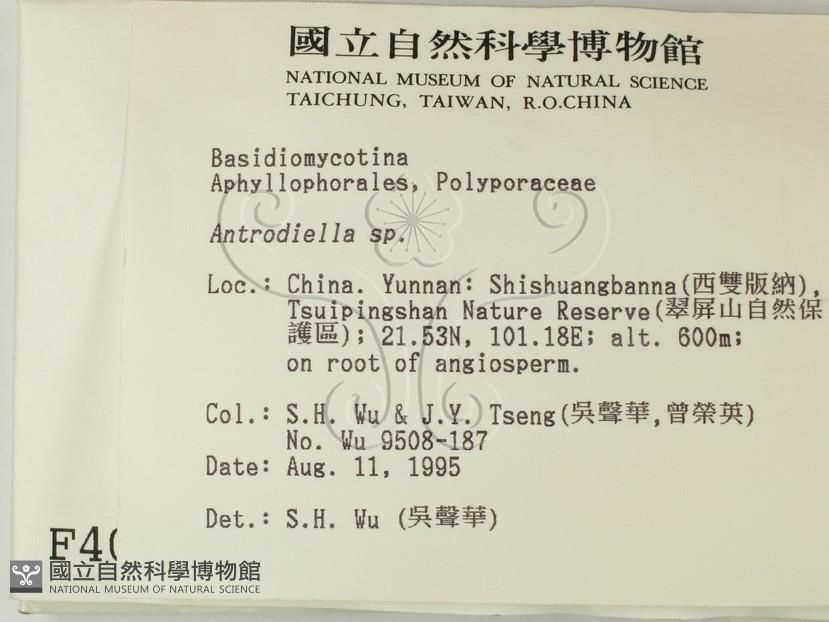 國立自然科學博物館
NATIONAL MUSEUM OF NATURAL SCIENCE
TAICHUNG, TAIWAN, R.O.CHINA
Basidiomycotina
Aphyllophorales, Polyporaceae
Antrodiella sp.
Loc.: China. Yunnan: Shishuangbanna(西雙版納),
Tsuipingshan Nature Reserve(翠屏山自然保
護區); 21.53N, 101.18E; alt. 600m;
on root of angiosperm.
Col.: S.H. Wu & J.Y. Tseng(吳聲華,曾榮英)
No. Wu 9508-187
Date: Aug. 11, 1995
Det.: S.H. Wu (吳聲華)
國立自然科學博物館
NATIONAL MUSEUM OF NATURAL SCIENCE